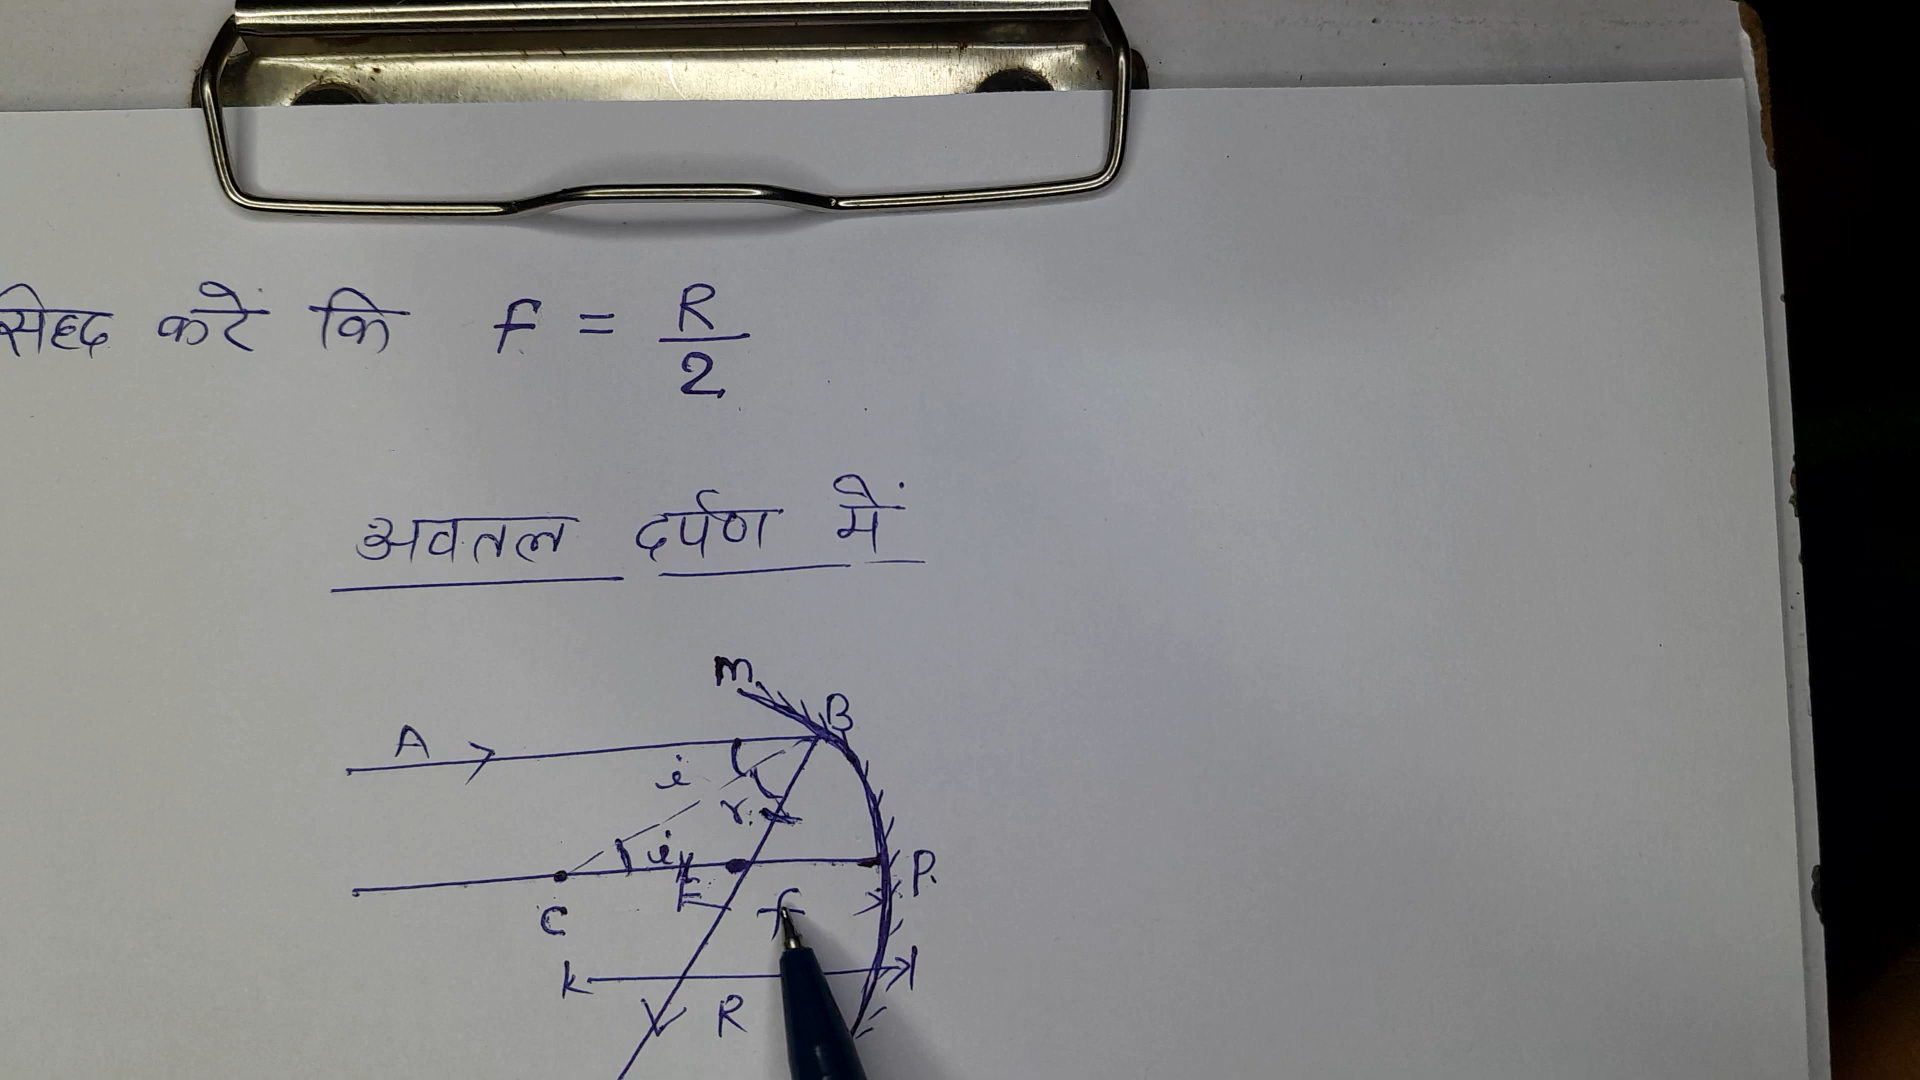 सिद्ध करें कि f = R/2
अवतल दर्पण में
m
B
A
i
r
i
P.
C
F
f
R